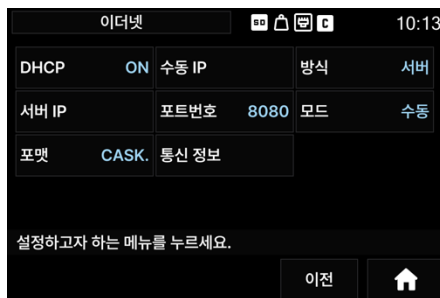 이더넷 SD C 10:13
DHCP ON 수동 IP 방식 서버
서버 IP 포트번호 8080 모드 수동
포맷 CASK. 통신 정보
설정하고자 하는 메뉴를 누르세요.
이전